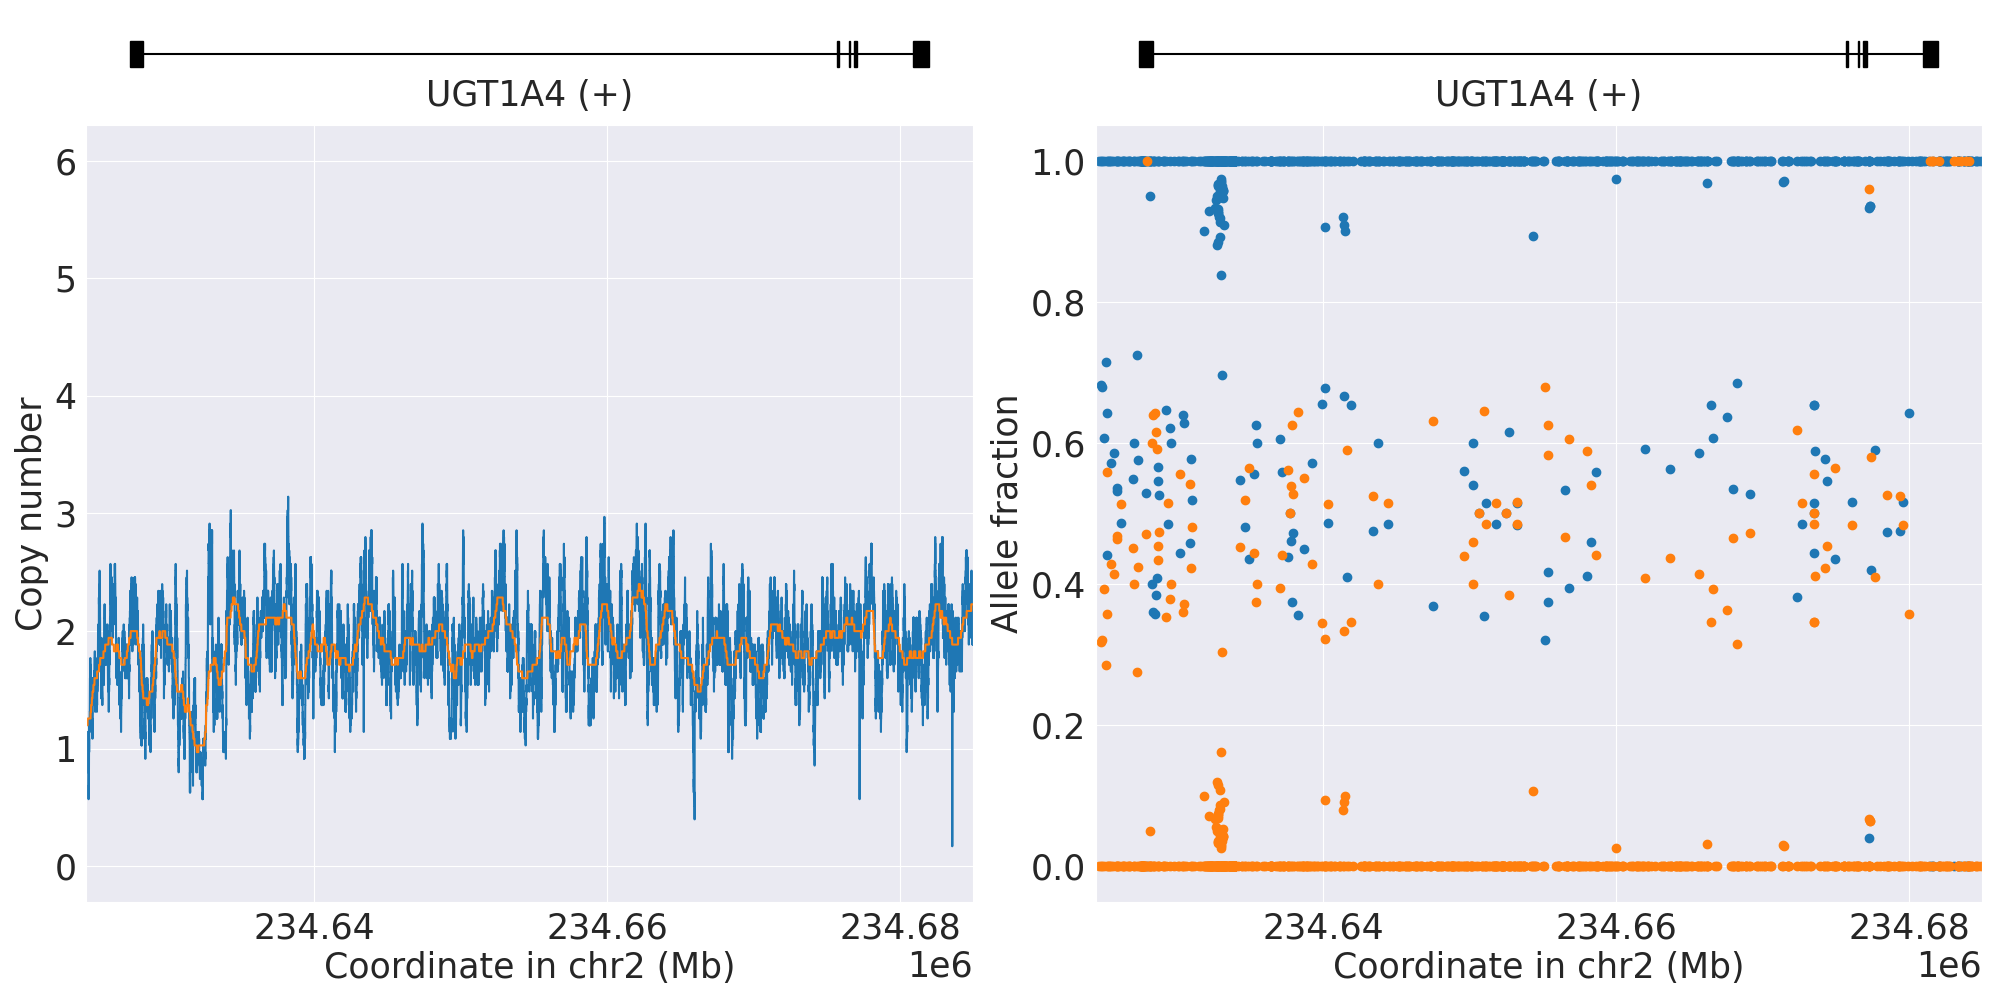 UGT1A4 (+)
6
5
4
3
2
1
0
Copy number
234.64
234.66
234.68
Coordinate in chr2 (Mb)
1e6
UGT1A4 (+)
1.0
0.8
0.6
0.4
0.2
0.0
Allele fraction
234.64
234.66
234.68
Coordinate in chr2 (Mb)
1e6